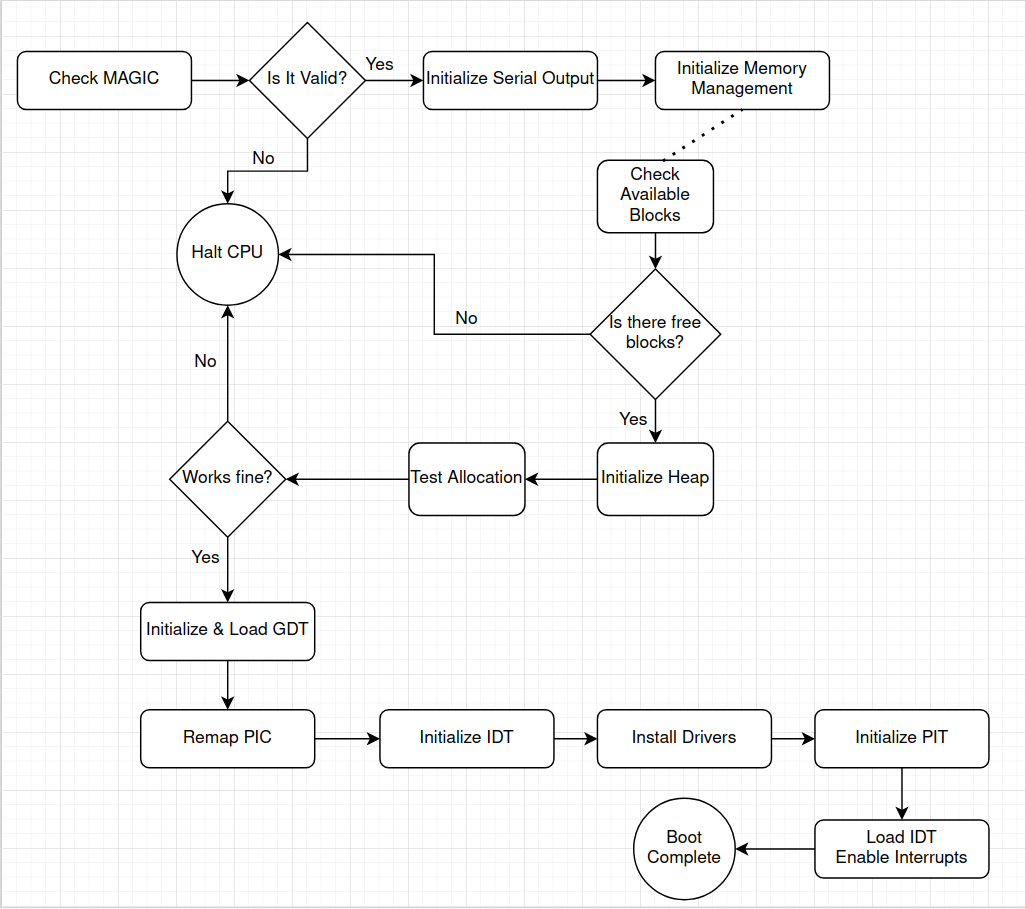 Check MAGIC
Is It Valid?
Yes
Initialize Serial Output
Initialize Memory
Management
No
Check
Available
Blocks
Halt CPU
Is there free
blocks?
No
No
Yes
Works fine?
Test Allocation
Initialize Heap
Yes
Initialize & Load GDT
Remap PIC
Initialize IDT
Install Drivers
Initialize PIT
Load IDT
Enable Interrupts
Boot
Complete